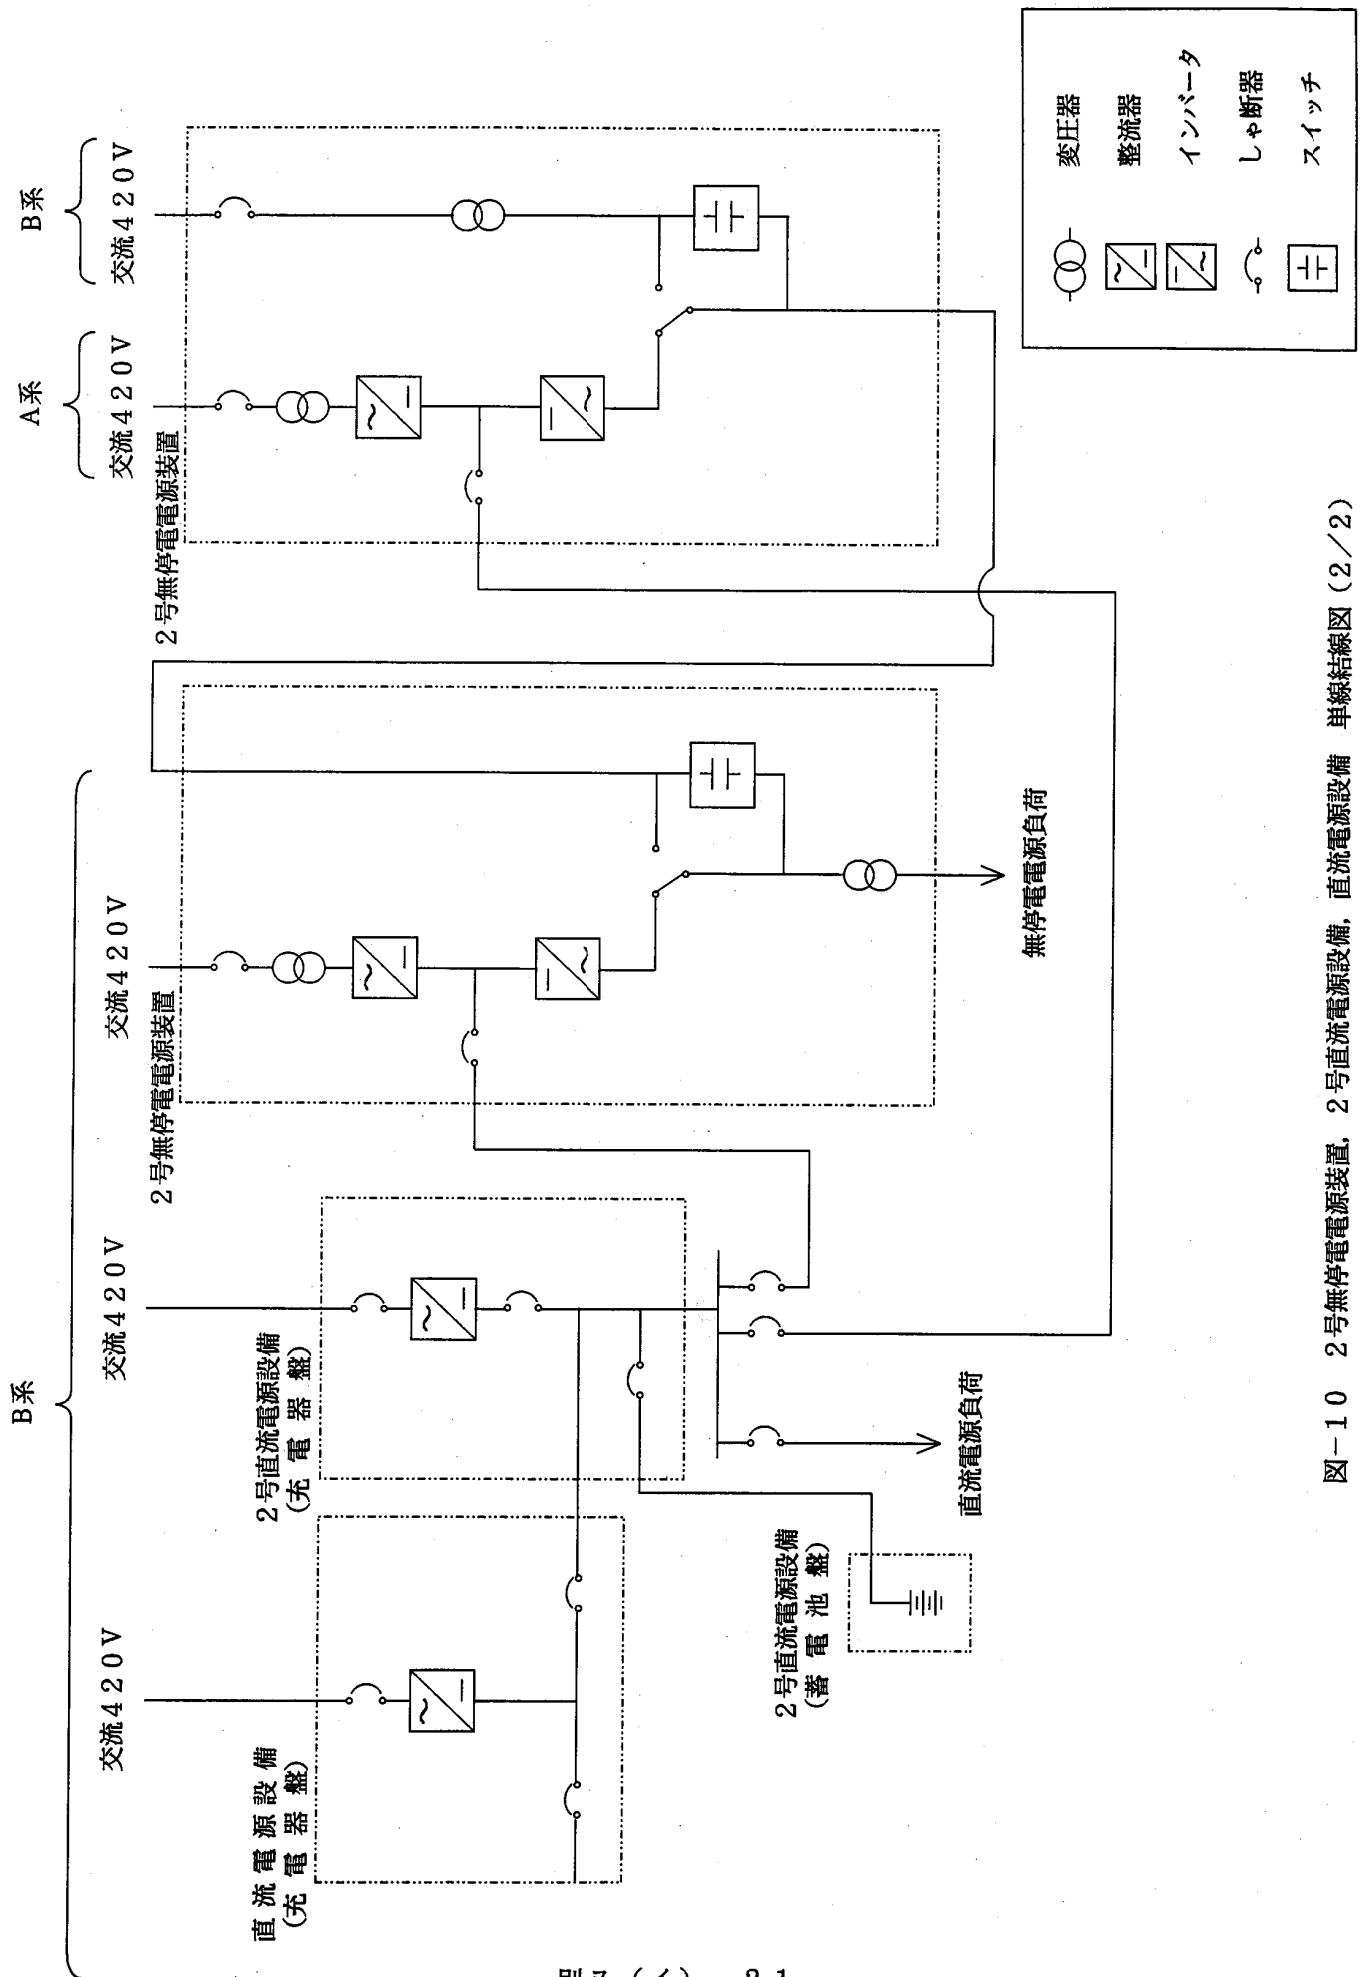 B系
交流420V
直流電源設備
(充電器盤)
交流420V
2号直流電源設備
(充電器盤)
交流420V
2号無停電電源装置
A系
交流420V
B系
交流420V
2号無停電電源装置
2号直流電源設備
(蓄電池盤)
直流電源負荷
無停電電源負荷
変圧器
整流器
インバータ
しゃ断器
スイッチ
図-10 2号無停電電源装置，2号直流電源設備，直流電源設備 単線結線図(2/2)